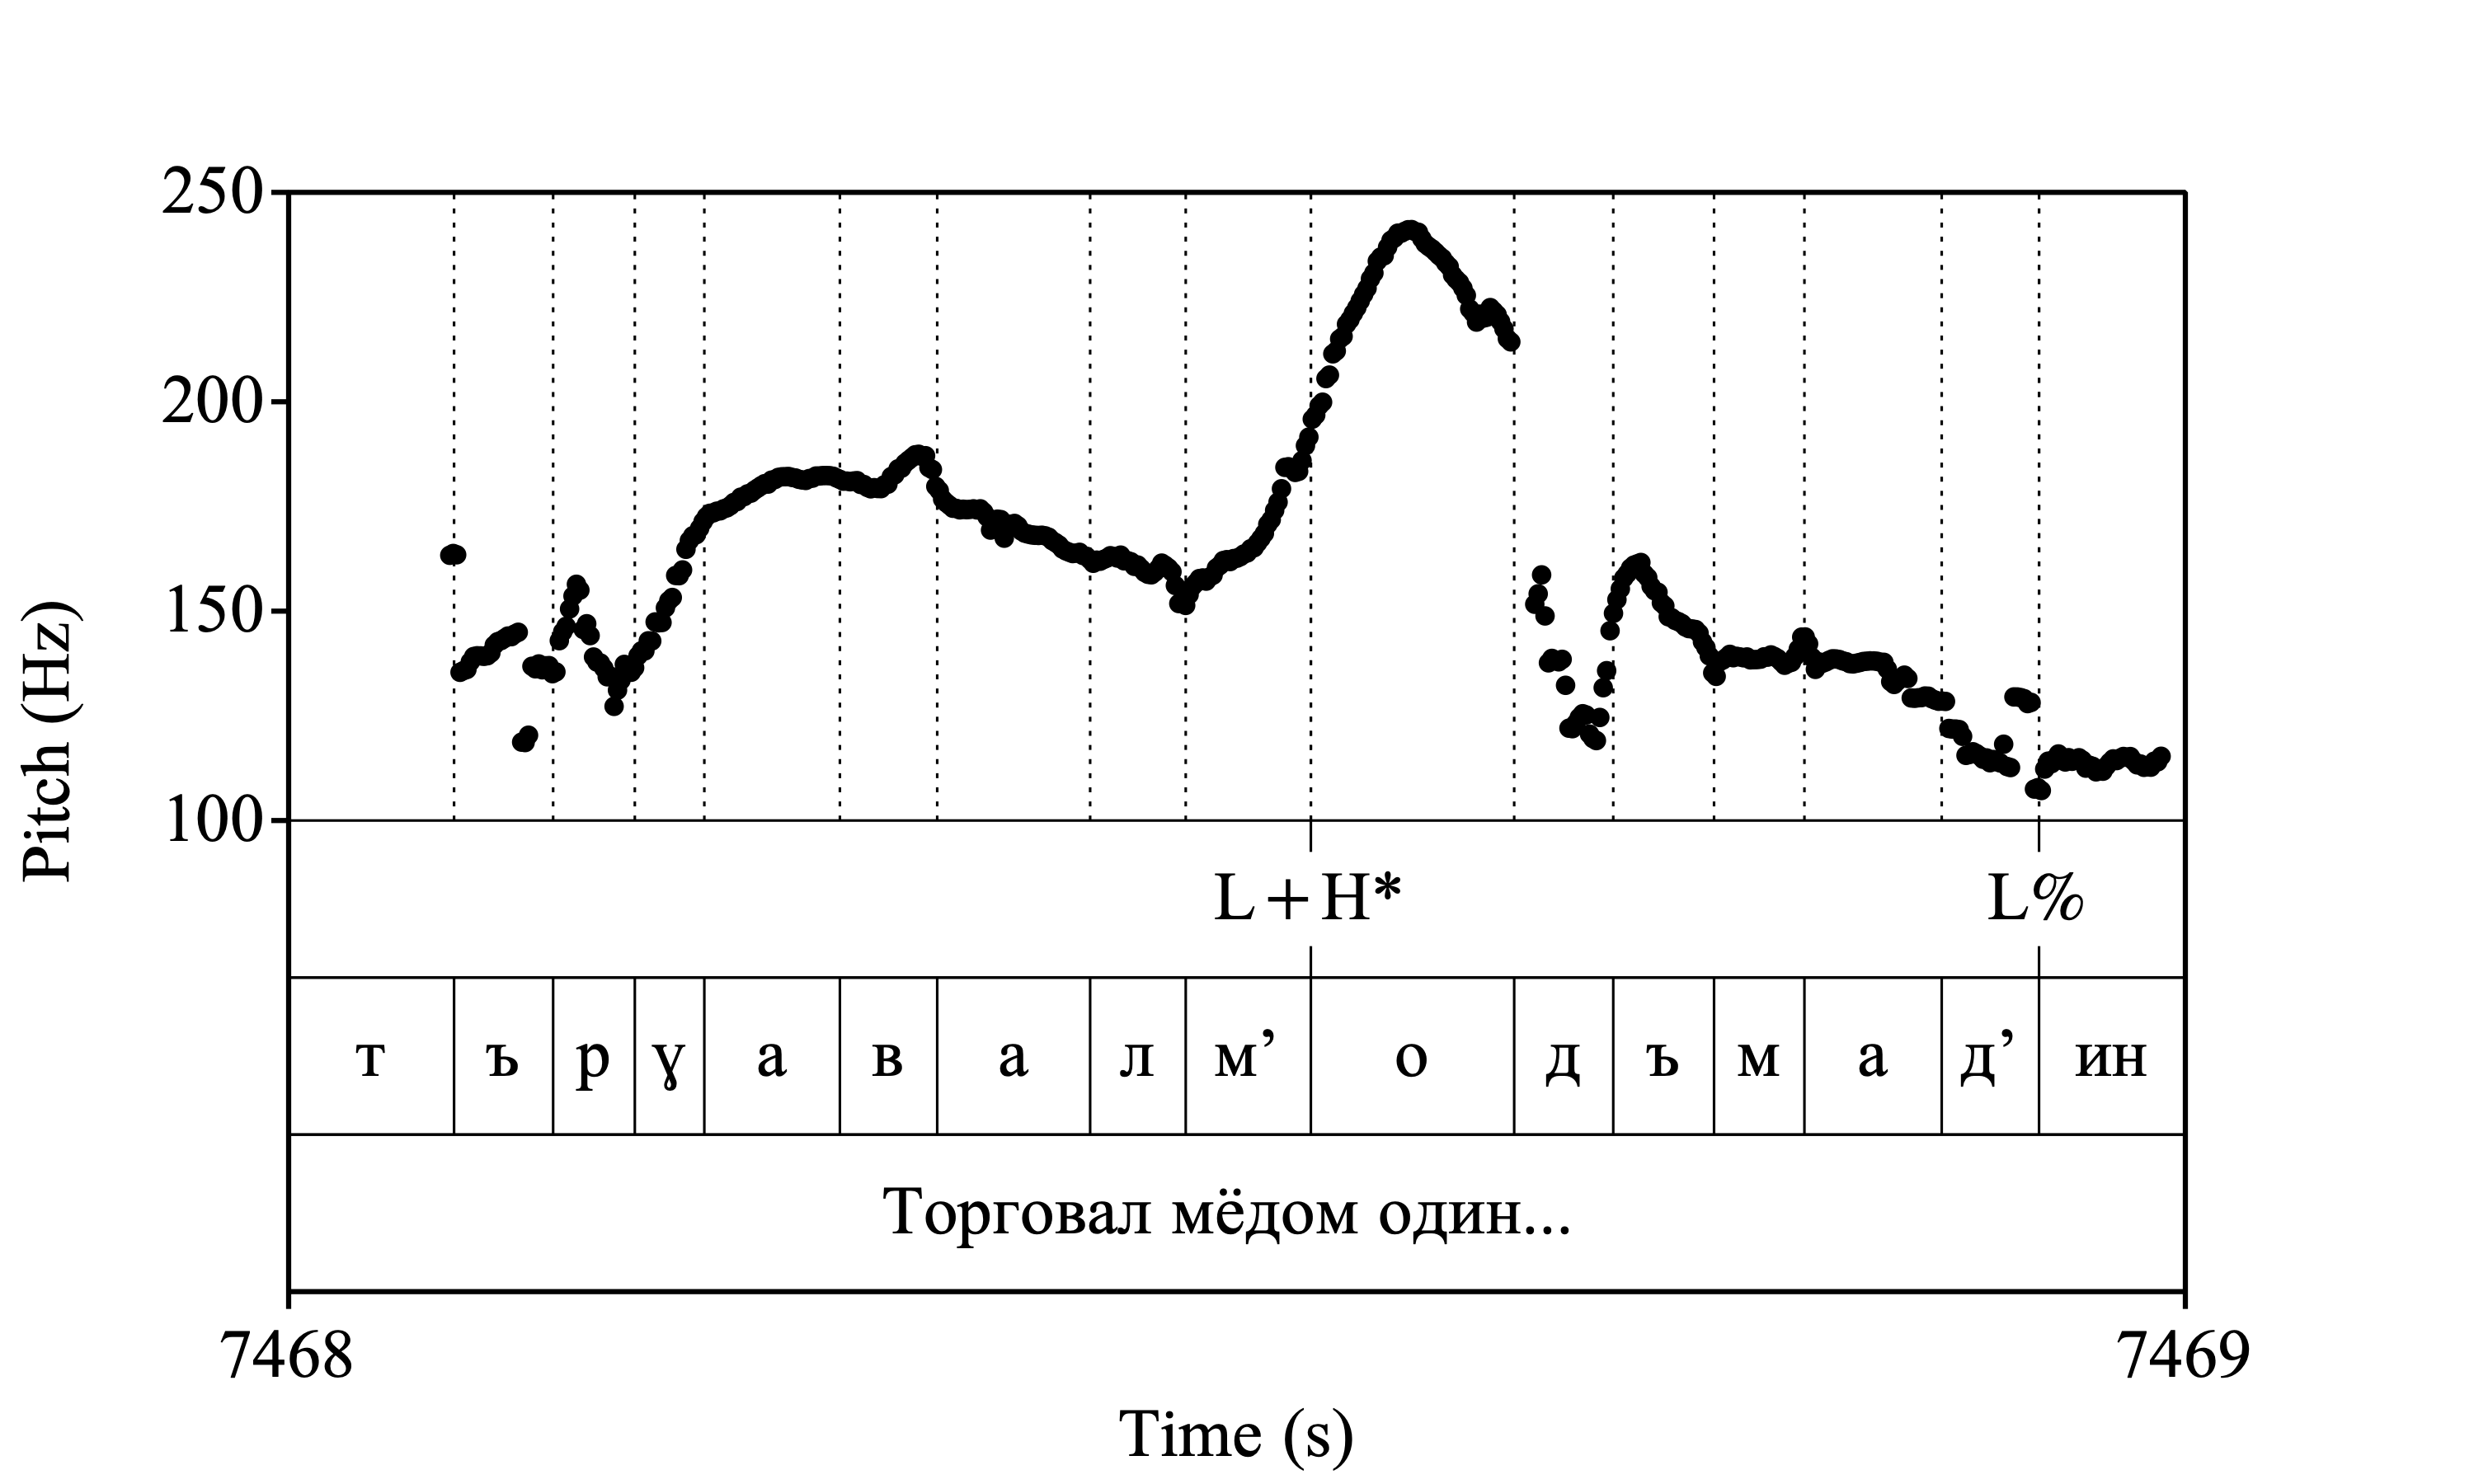 250
200
150
100
Pitch (Hz)
L+H* L%
т ъ р ɣ а в а л м’ о д ъ м а д’ ин
Торговал мёдом один...
7468 7469
Time (s)